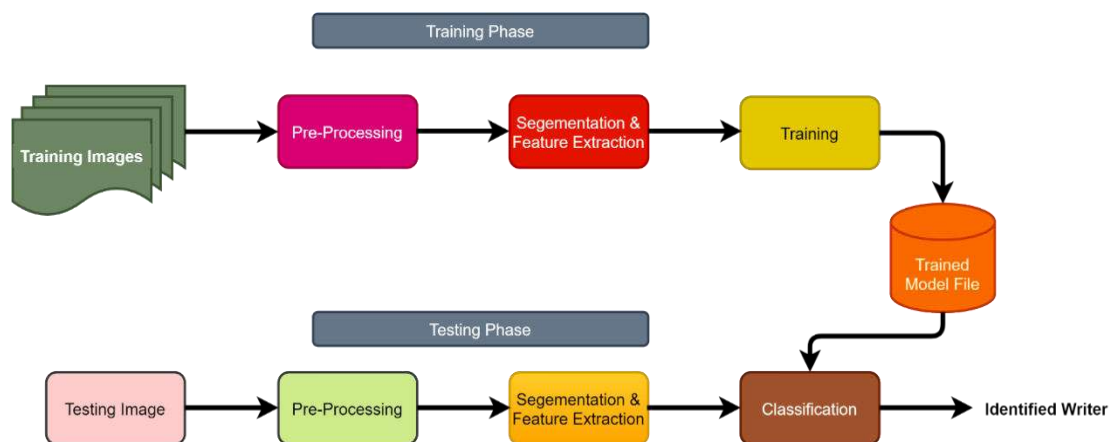 Training Phase
Training Images
Pre-Processing
Segementation &
Feature Extraction
Training
Trained
Model File
Testing Phase
Testing Image
Pre-Processing
Segementation &
Feature Extraction
Classification
Identified Writer